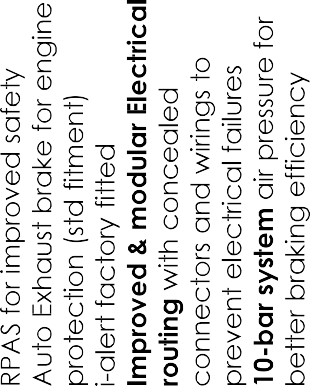 RPAS for improved safety
Auto Exhaust brake for engine
protection (std fitment)
i-alert factory fitted
Improved & modular Electrical
routing with concealed
connectors and wirings to
prevent electrical failures
10-bar system air pressure for
better braking efficiency